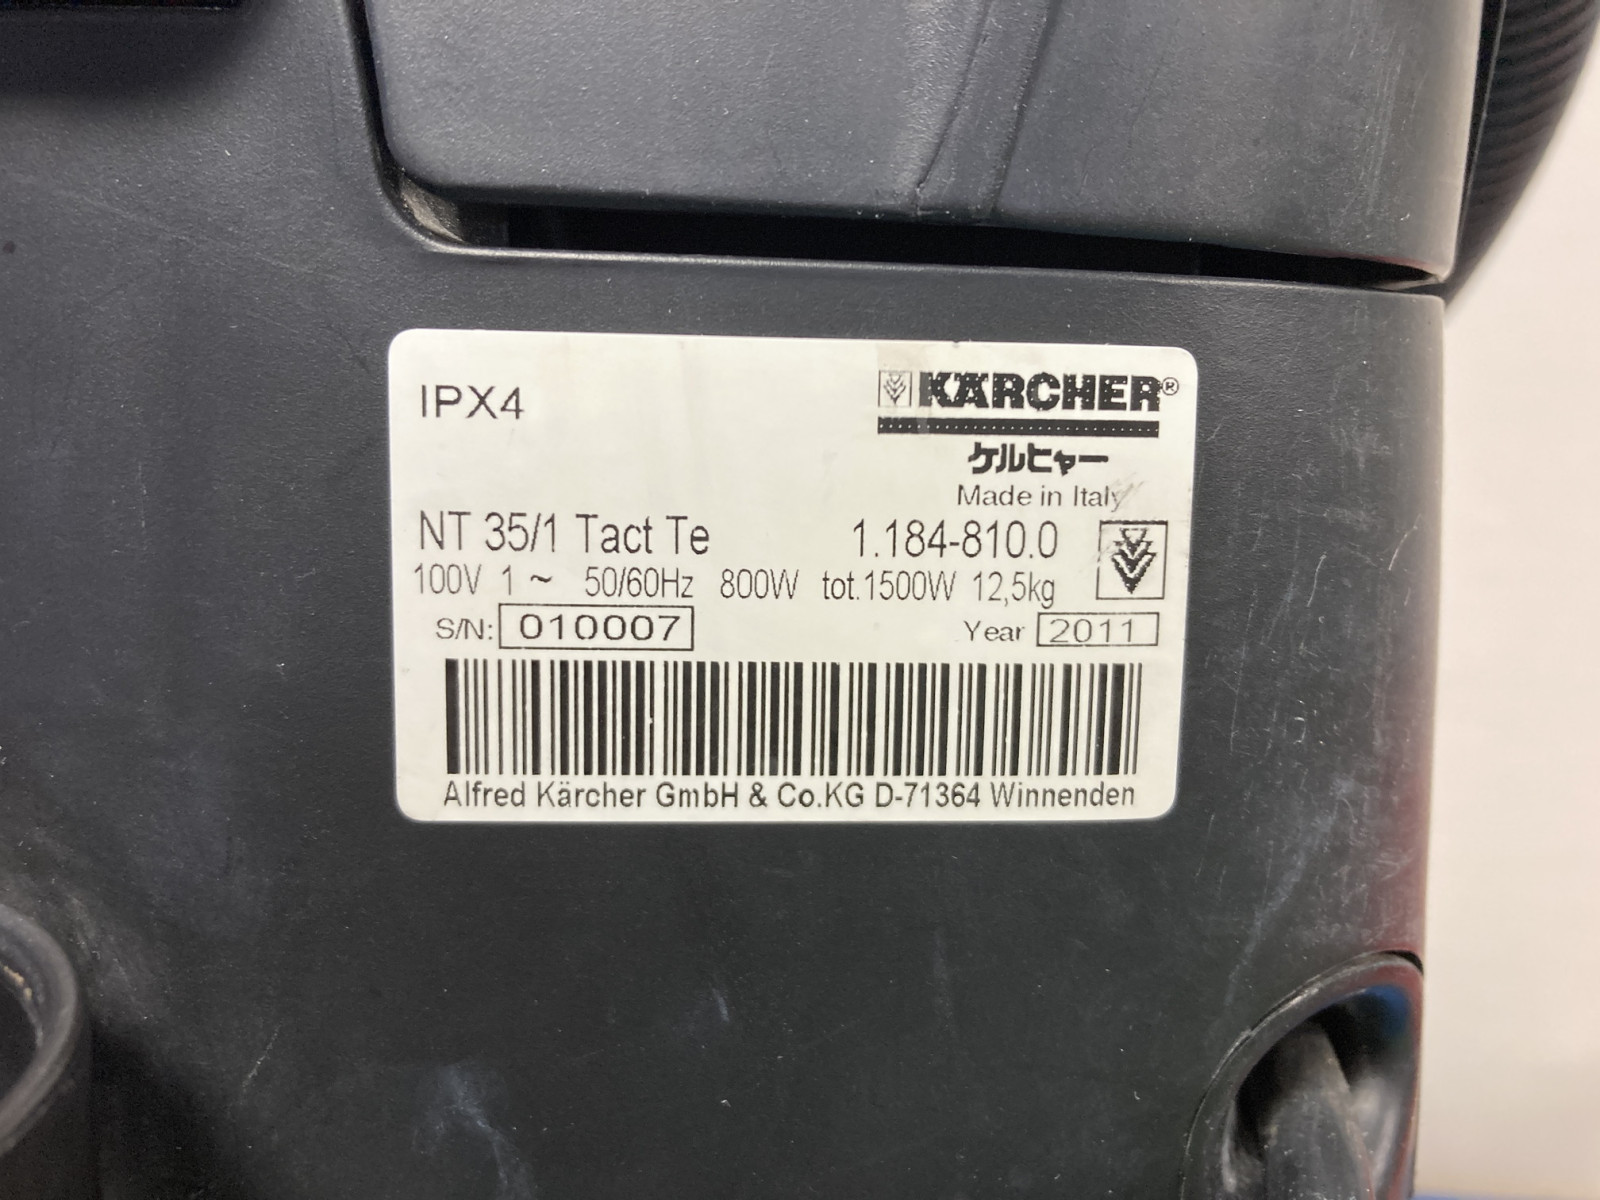 IPX4
KÄRCHER®
ケルヒャー
Made in Italy
NT 35/1 Tact Te 1.184-810.0
100V 1 ~ 50/60Hz 800W tot.1500W 12,5kg
S/N: 010007 Year 2011
Alfred Kärcher GmbH & Co.KG D-71364 Winnenden